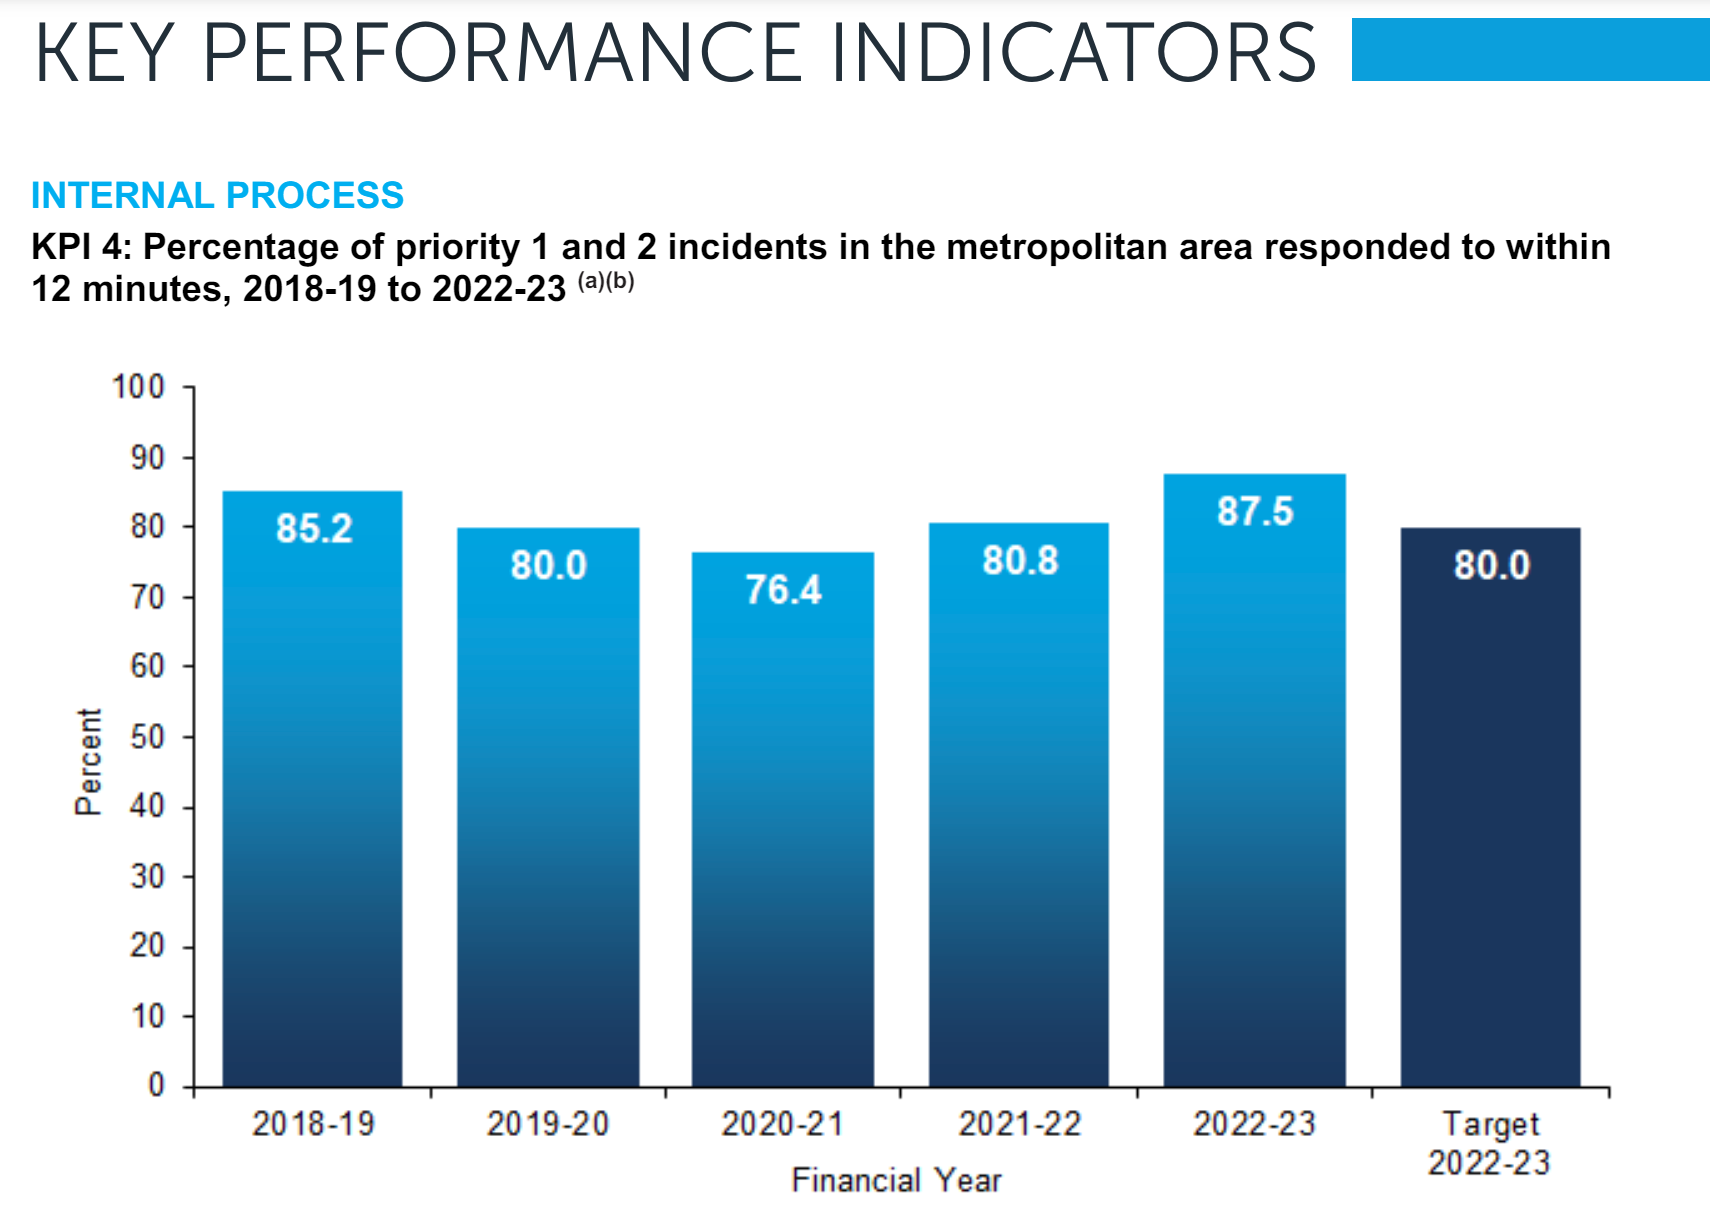 KEY PERFORMANCE INDICATORS
INTERNAL PROCESS
KPI 4: Percentage of priority 1 and 2 incidents in the metropolitan area responded to within
12 minutes, 2018-19 to 2022-23 (a)(b)
100
90
80
70
60
50
40
30
20
10
0
Percent
85.2
80.0
76.4
80.8
87.5
80.0
2018-19 2019-20 2020-21 2021-22 2022-23 Target
2022-23
Financial Year